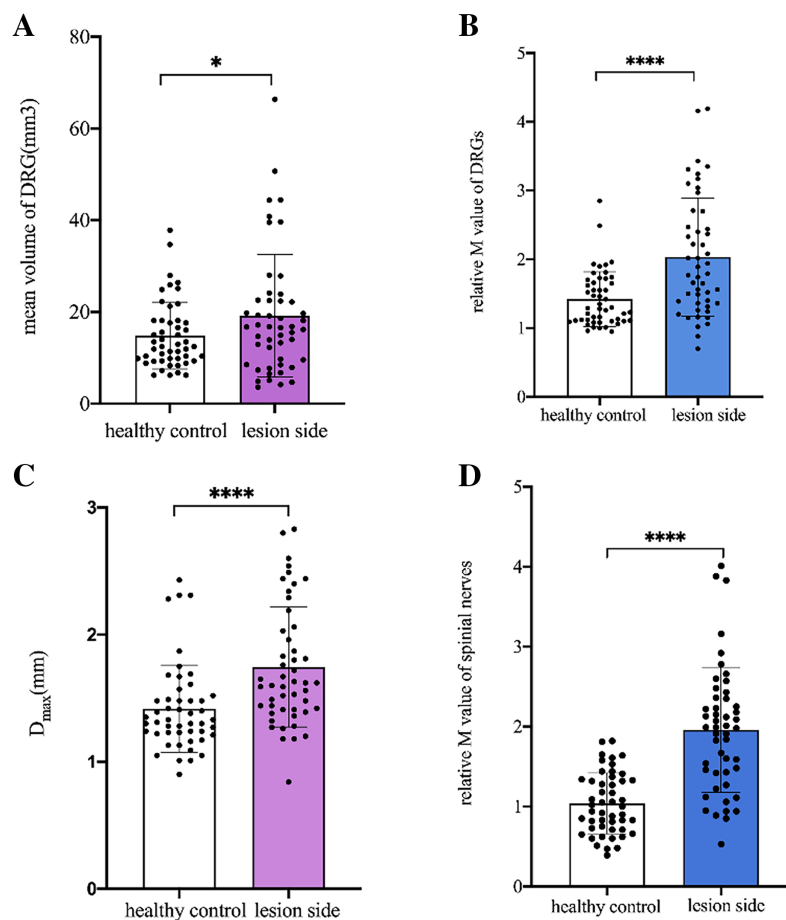 A
mean volume of DRG(mm3)
80
60
40
20
0
*
healthy control
lesion side
B
relative M value of DRGs
5
4
3
2
1
0
****
healthy control
lesion side
C
Dmax(mm)
3
2
1
0
****
healthy control
lesion side
D
relative M value of spinial nerves
5
4
3
2
1
0
****
healthy control
lesion side